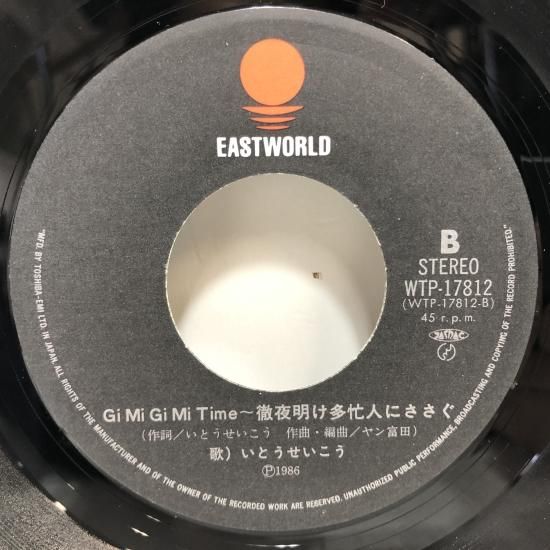 EASTWORLD
B
STEREO
WTP-17812
(WTP-17812-B)
45 r.p.m.
JASRAC
Gi Mi Gi Mi Time～徹夜明け多忙人にささぐ
(作詞/いとうせいこう 作曲・編曲/ヤン富田)
歌) いとうせいこう
Ⓟ1986
"MFD. BY TOSHIBA-EMI LTD. IN JAPAN. ALL RIGHTS OF THE MANUFACTURER AND OF THE OWNER OF THE RECORDED WORK ARE RESERVED. UNAUTHORIZED PUBLIC PERFORMANCE, BROADCASTING AND COPYING OF THE RECORD PROHIBITED."